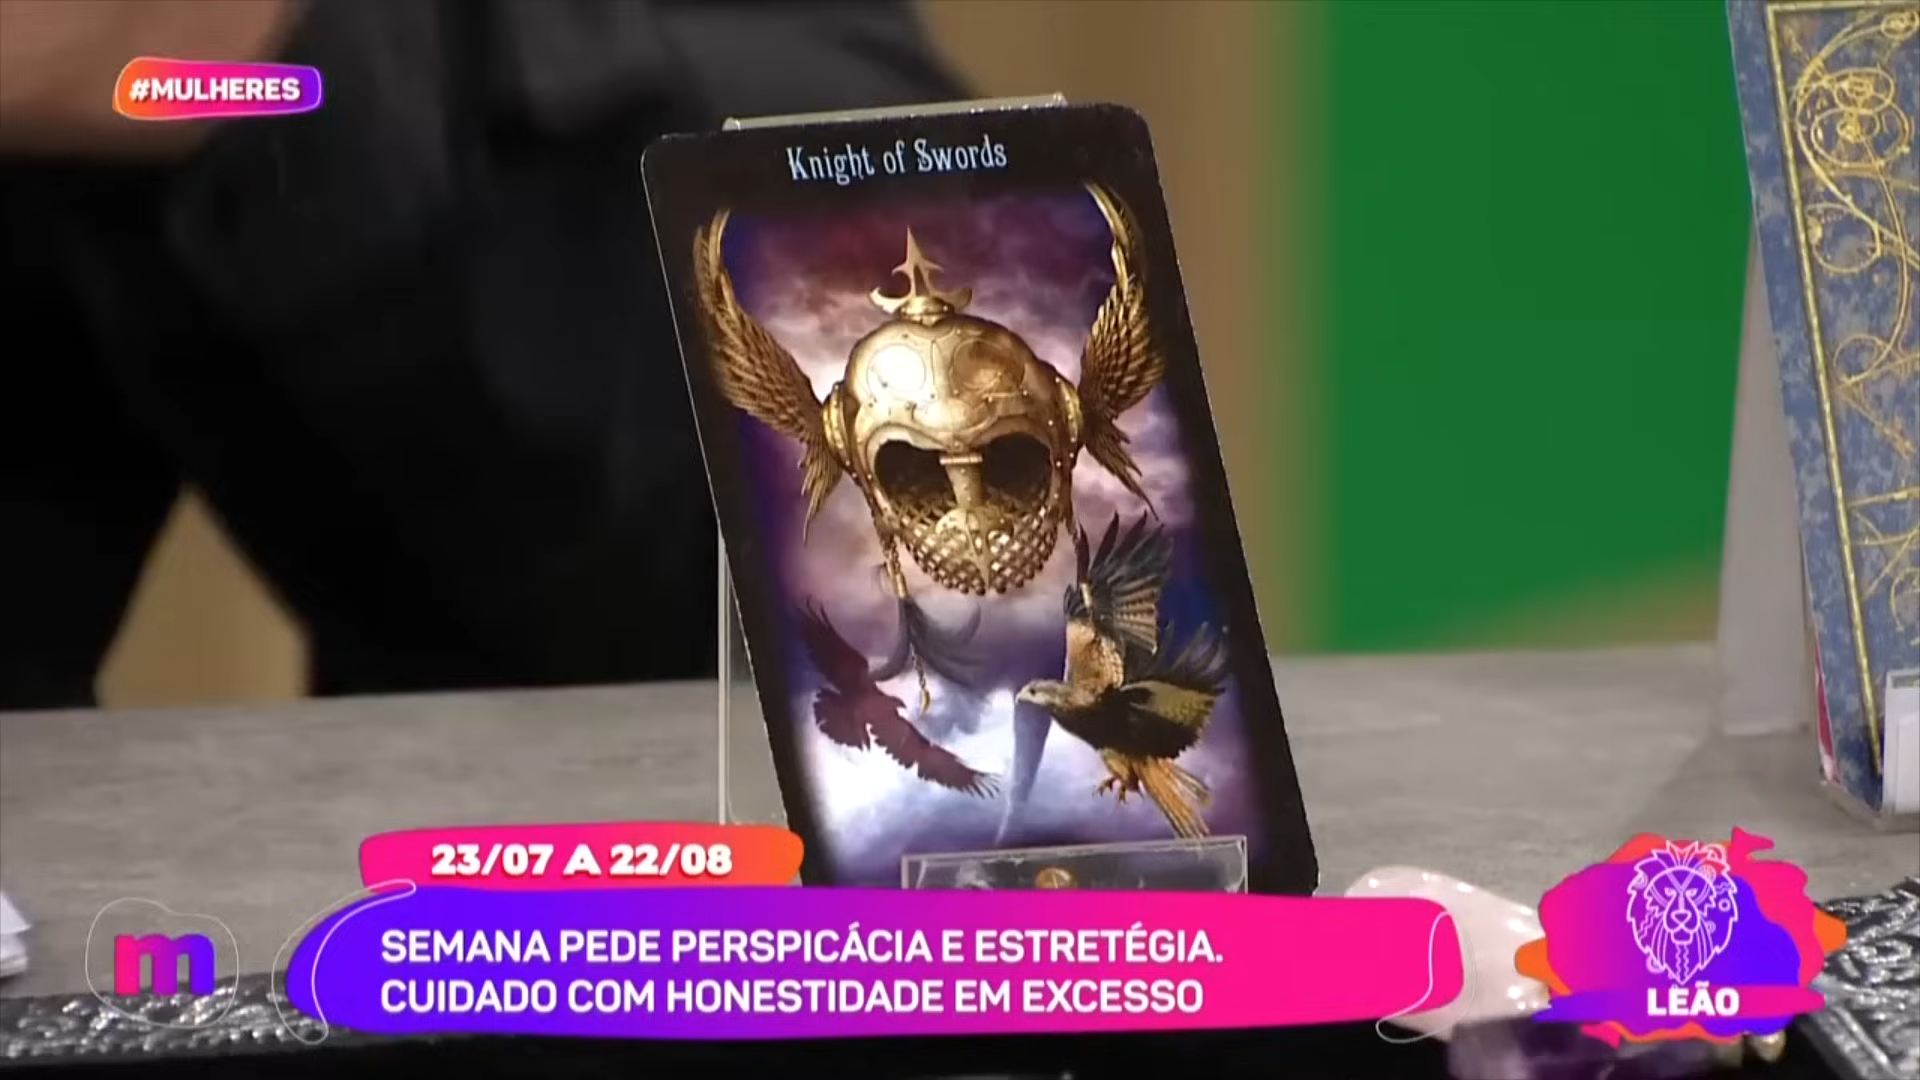 #MULHERES
Knight of Swords
23/07 A 22/08
SEMANA PEDE PERSPICÁCIA E ESTRETÉGIA.
CUIDADO COM HONESTIDADE EM EXCESSO
m
LEÃO